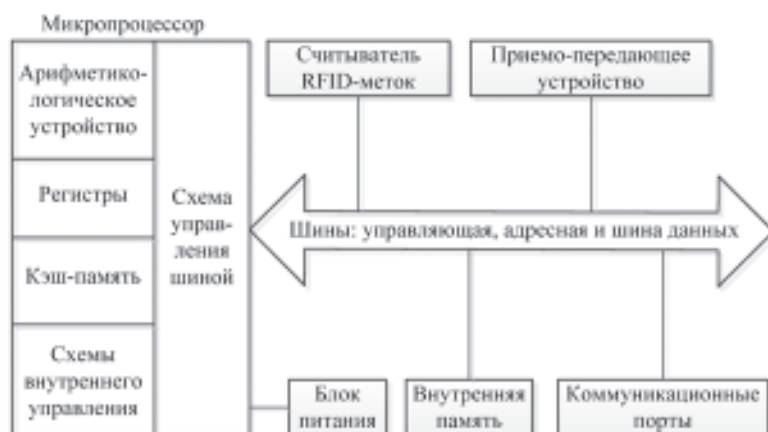 Микропроцессор
Арифметико-
логическое
устройство
Регистры
Кэш-память
Схемы
внутреннего
управления
Схема
управ-
ления
шиной
Считыватель
RFID-меток
Приемо-передающее
устройство
Шины: управляющая, адресная и шина данных
Блок
питания
Внутренняя
память
Коммуникационные
порты